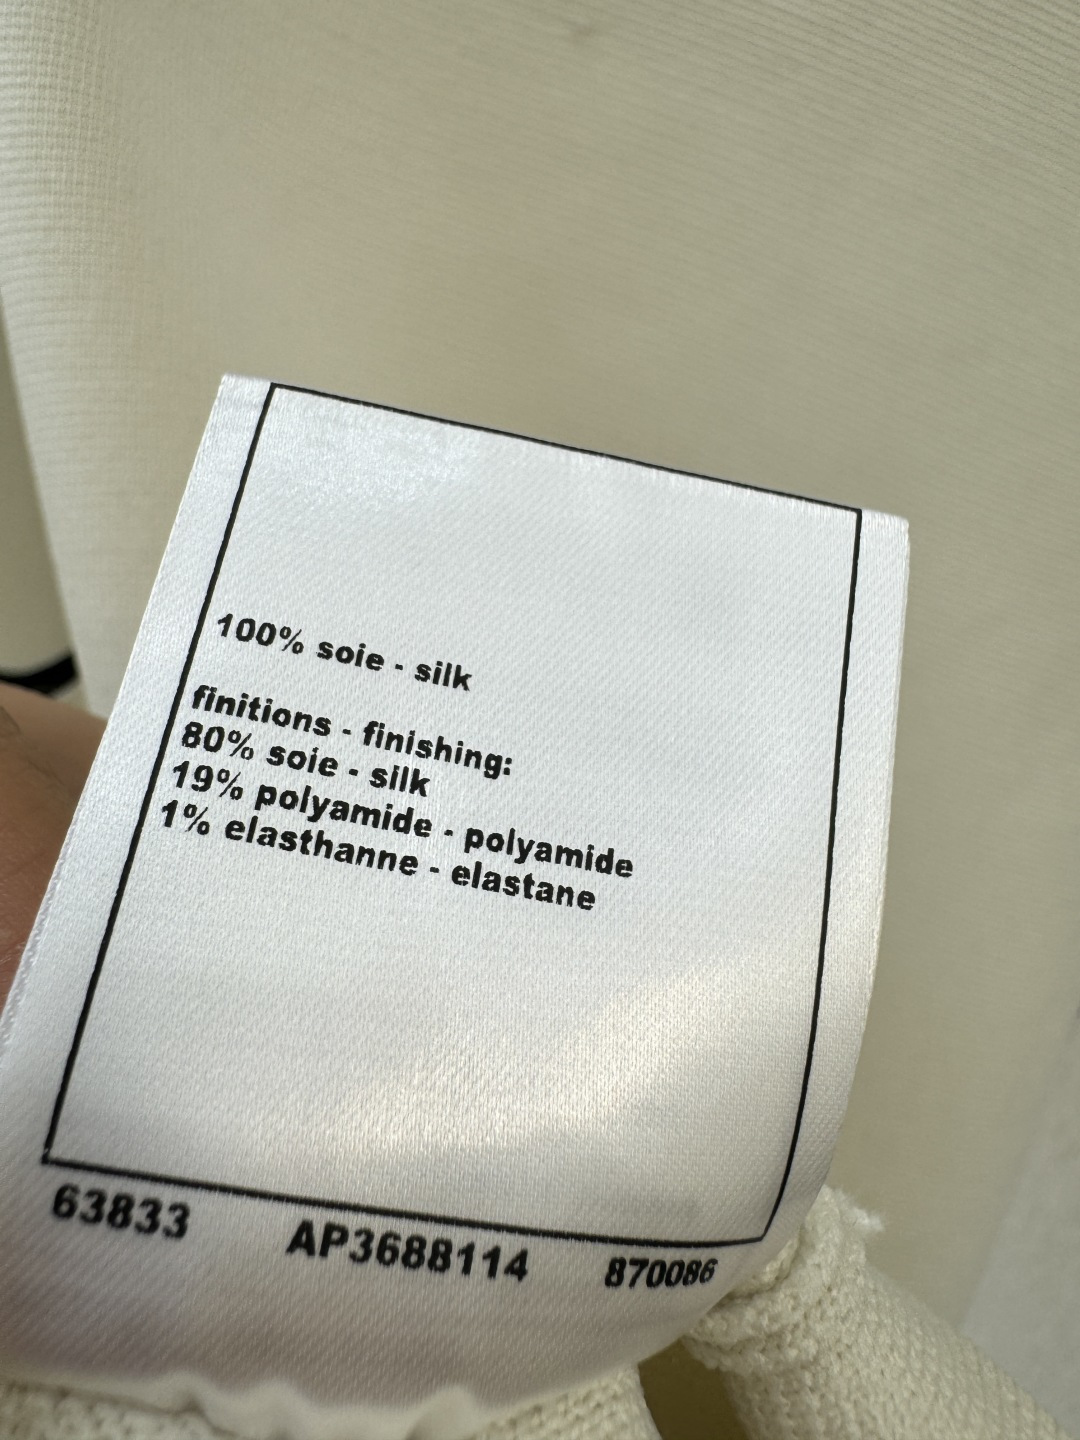 100% soie - silk
finitions - finishing:
80% soie - silk
19% polyamide - polyamide
1% elasthanne - elastane
63833 AP3688114 870086